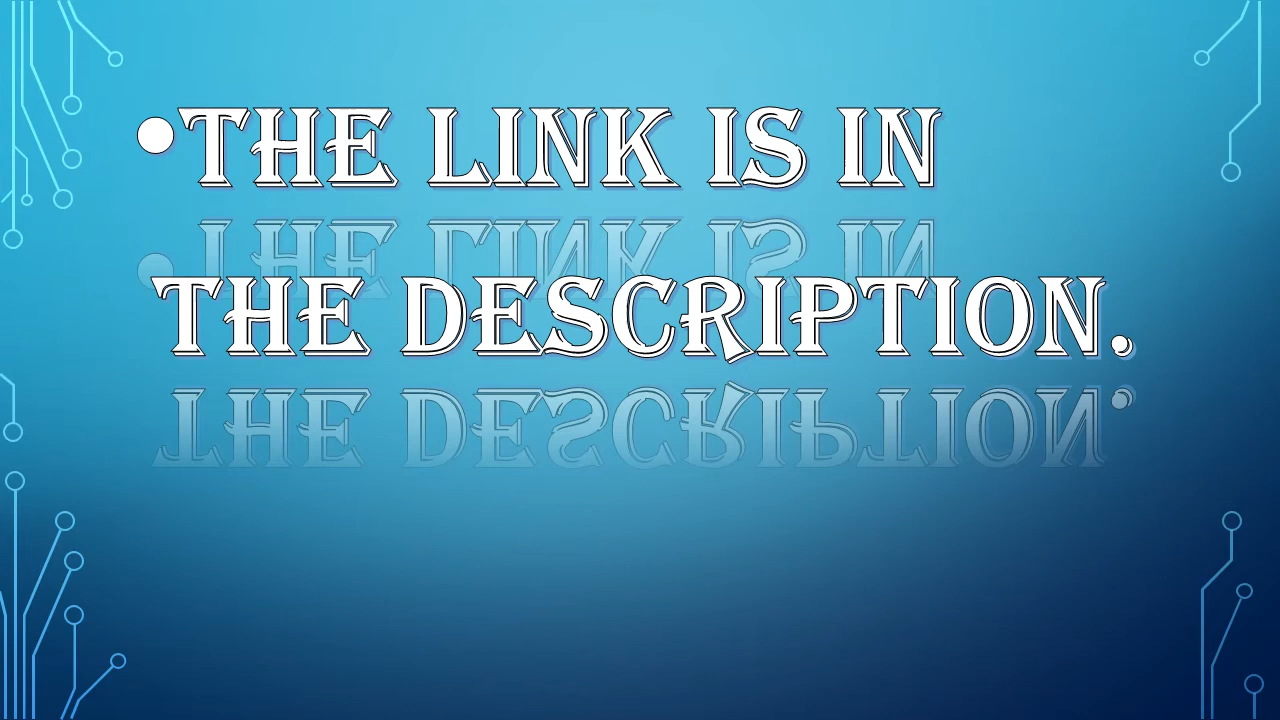 •THE LINK IS IN
THE DESCRIPTION.